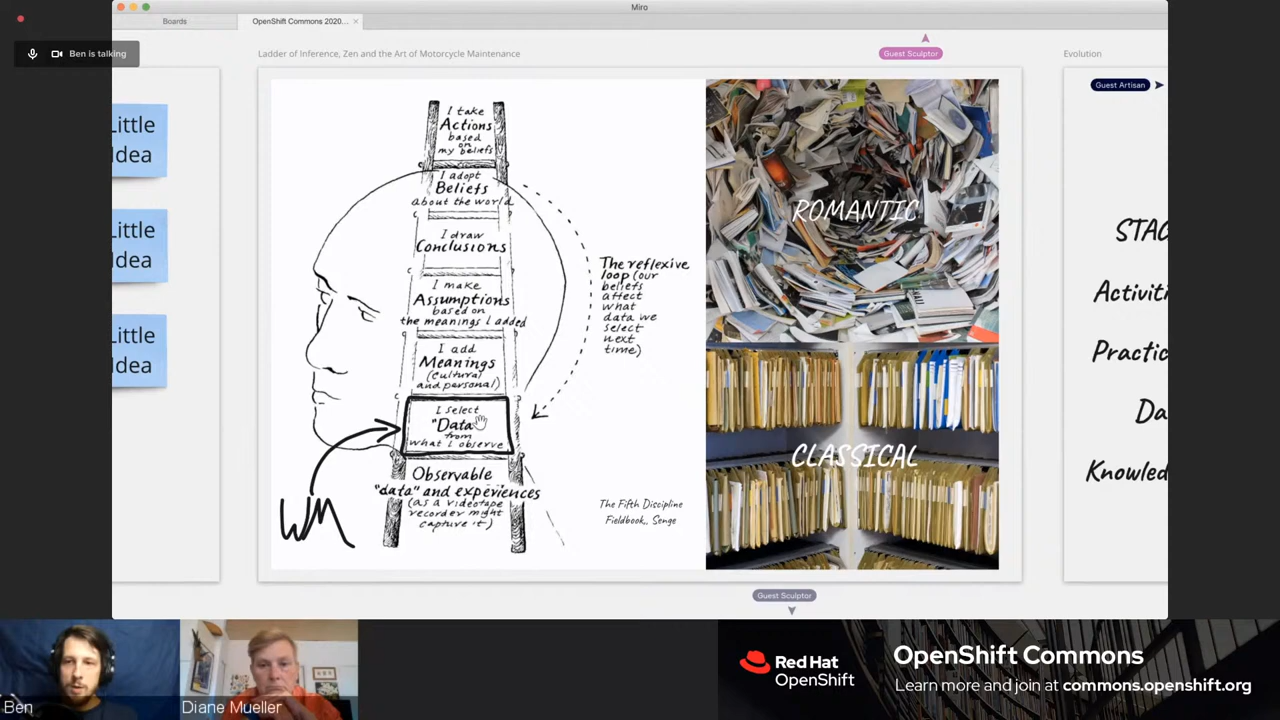 Miro
Boards
OpenShift Commons 2020...
Ben is talking
Ladder of Inference, Zen and the Art of Motorcycle Maintenance
Guest Sculptor
Evolution
Guest Artisan
Little
Idea
Little
Idea
Little
Idea
I take
Actions
based
on
my beliefs
I adopt
Beliefs
about the world
I draw
Conclusions
I make
Assumptions
based on
the meanings I added
I add
Meanings
(cultural
and personal)
I select
"Data
from
what I observe
Observable
"data" and experiences
(as a videotape
recorder might
capture it)
WM
The reflexive
loop (our
beliefs
affect
what
data we
select
next
time)
The Fifth Discipline
Fieldbook,, Senge
ROMANTIC
CLASSICAL
STAC
Activiti
Practic
Da
Knowled
Guest Sculptor
Ben
Diane Mueller
Red Hat
OpenShift
OpenShift Commons
Learn more and join at commons.openshift.org